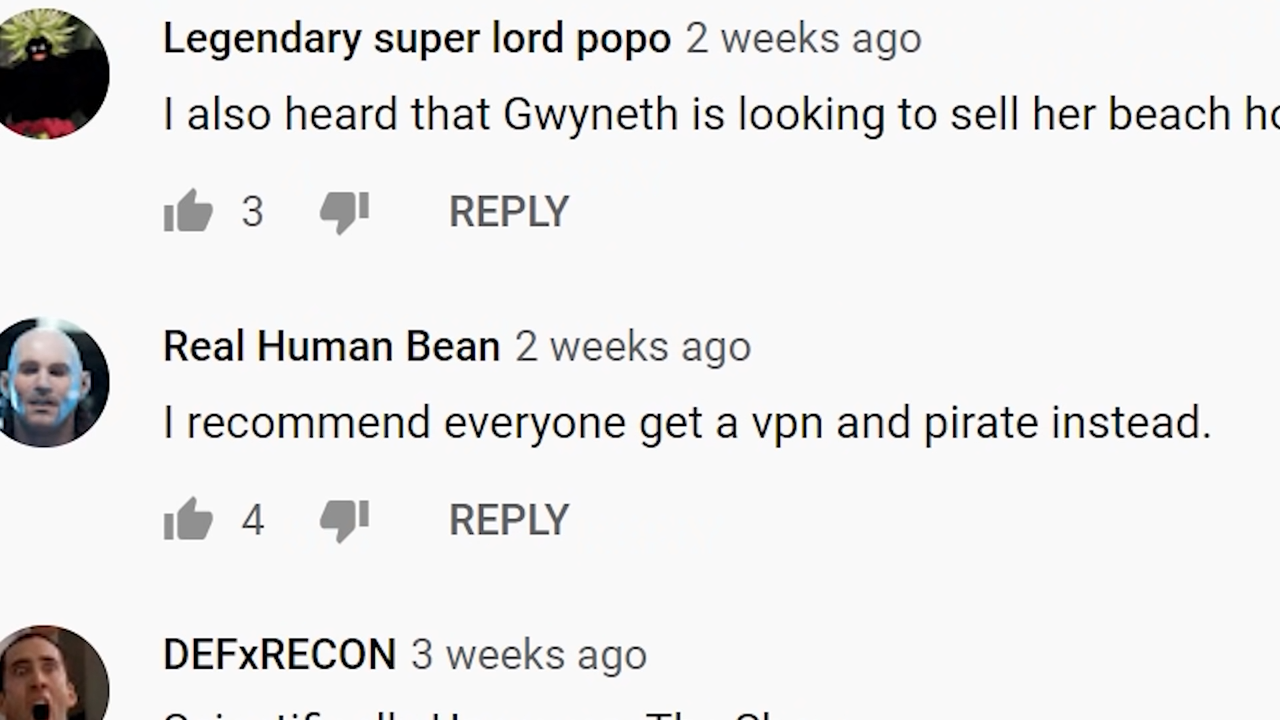 Legendary super lord popo 2 weeks ago
I also heard that Gwyneth is looking to sell her beach
3 REPLY
Real Human Bean 2 weeks ago
I recommend everyone get a vpn and pirate instead.
4 REPLY
DEFxRECON 3 weeks ago